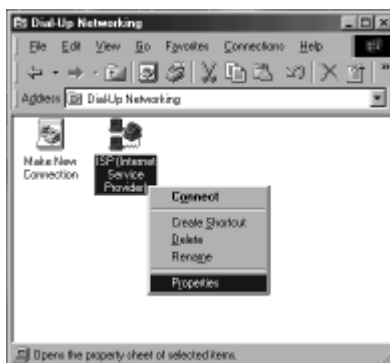 Dial-Up Networking
File Edit View Go Favorites Connections Help
Address Dial-Up Networking
Make New
Connection
ISP (Internet
Service
Provider)
Connect
Create Shortcut
Delete
Rename
Properties
Opens the property sheet of selected items.